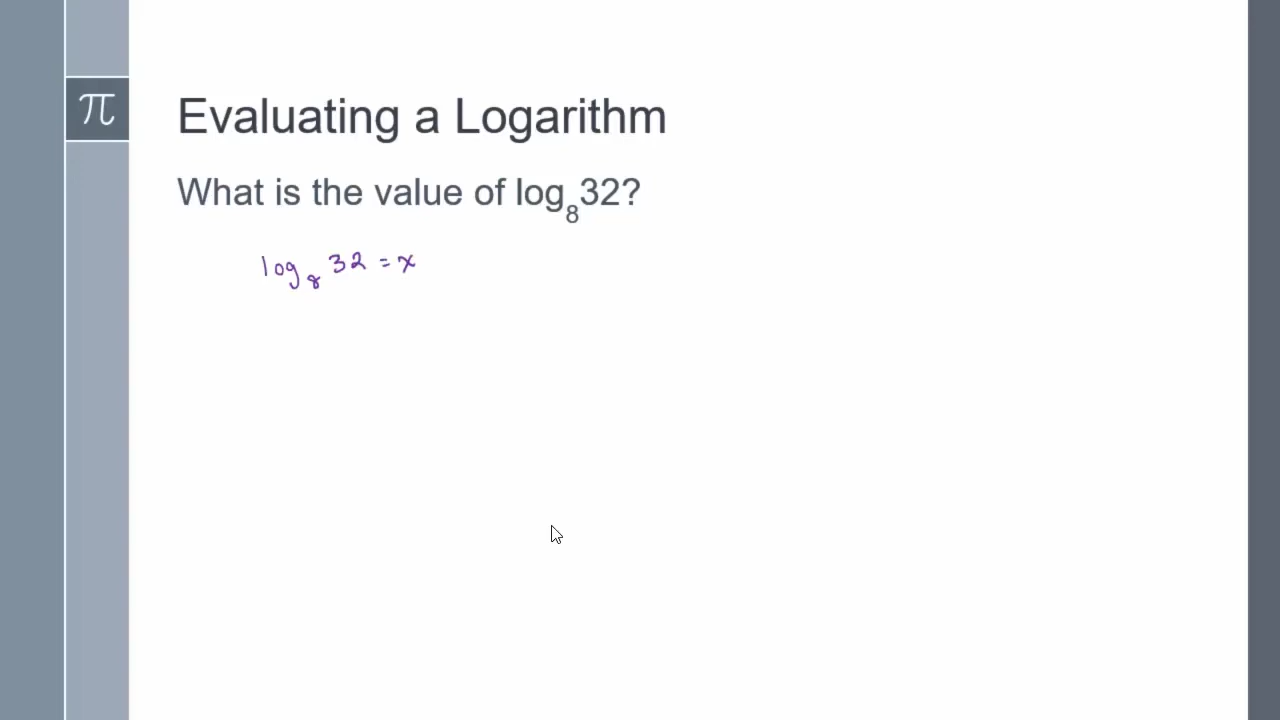 π
Evaluating a Logarithm
What is the value of log₈32?
log₈ 32 = x